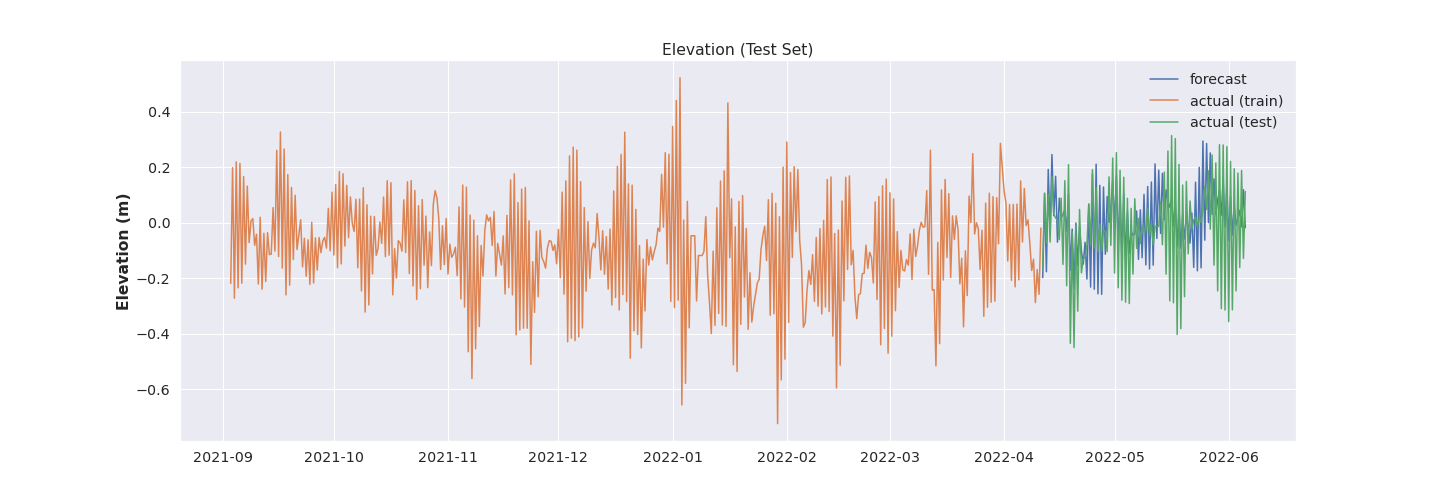 Elevation (Test Set)
forecast
actual (train)
actual (test)
Elevation (m)
0.4
0.2
0.0
−0.2
−0.4
−0.6
2021-09 2021-10 2021-11 2021-12 2022-01 2022-02 2022-03 2022-04 2022-05 2022-06